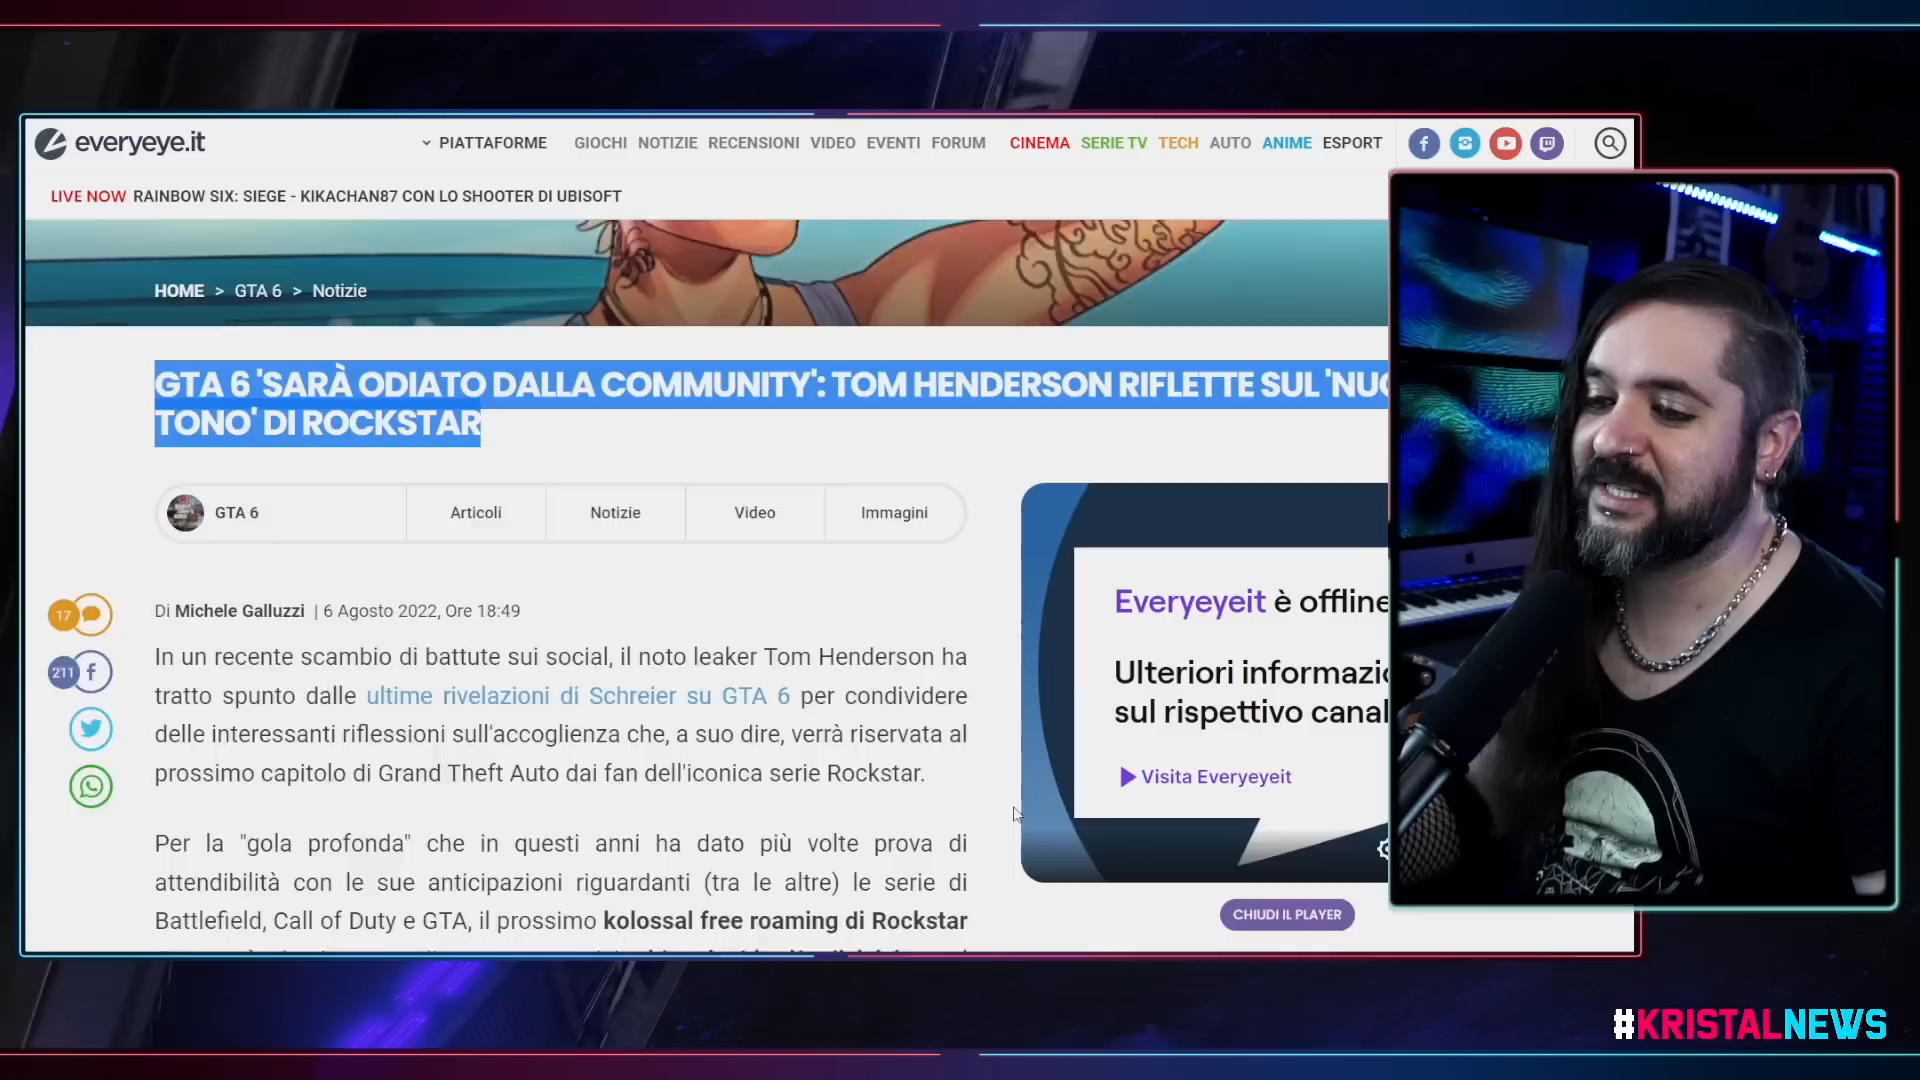 everyeye.it
PIATTAFORME GIOCHI NOTIZIE RECENSIONI VIDEO EVENTI FORUM CINEMA SERIE TV TECH AUTO ANIME ESPORT
LIVE NOW RAINBOW SIX: SIEGE - KIKACHAN87 CON LO SHOOTER DI UBISOFT
HOME > GTA 6 > Notizie
GTA 6 'SARÀ ODIATO DALLA COMMUNITY': TOM HENDERSON RIFLETTE SUL 'NUO
TONO' DI ROCKSTAR
GTA 6 Articoli Notizie Video Immagini
17
211
Di Michele Galluzzi | 6 Agosto 2022, Ore 18:49
In un recente scambio di battute sui social, il noto leaker Tom Henderson ha
tratto spunto dalle ultime rivelazioni di Schreier su GTA 6 per condividere
delle interessanti riflessioni sull'accoglienza che, a suo dire, verrà riservata al
prossimo capitolo di Grand Theft Auto dai fan dell'iconica serie Rockstar.
Per la "gola profonda" che in questi anni ha dato più volte prova di
attendibilità con le sue anticipazioni riguardanti (tra le altre) le serie di
Battlefield, Call of Duty e GTA, il prossimo kolossal free roaming di Rockstar
Everyeyeit è offline
Ulteriori informazio
sul rispettivo canal
Visita Everyeyeit
CHIUDI IL PLAYER
#KRISTALNEWS